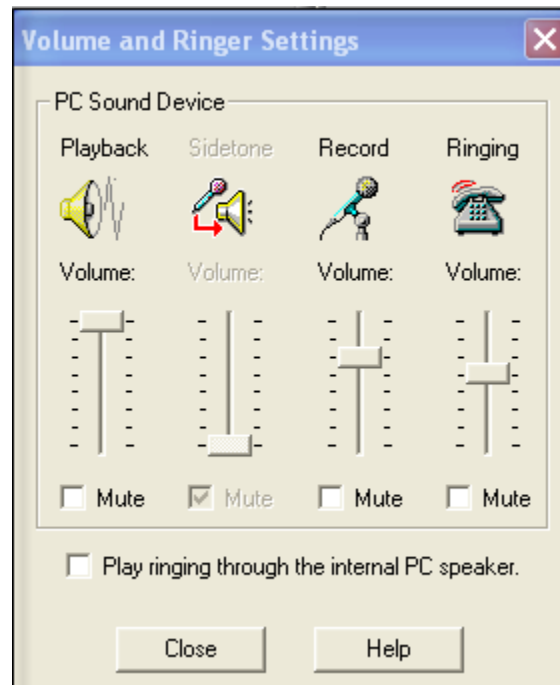 Volume and Ringer Settings
PC Sound Device
Playback Sidetone Record Ringing
Volume: Volume: Volume: Volume:
Mute Mute Mute Mute
Play ringing through the internal PC speaker.
Close Help